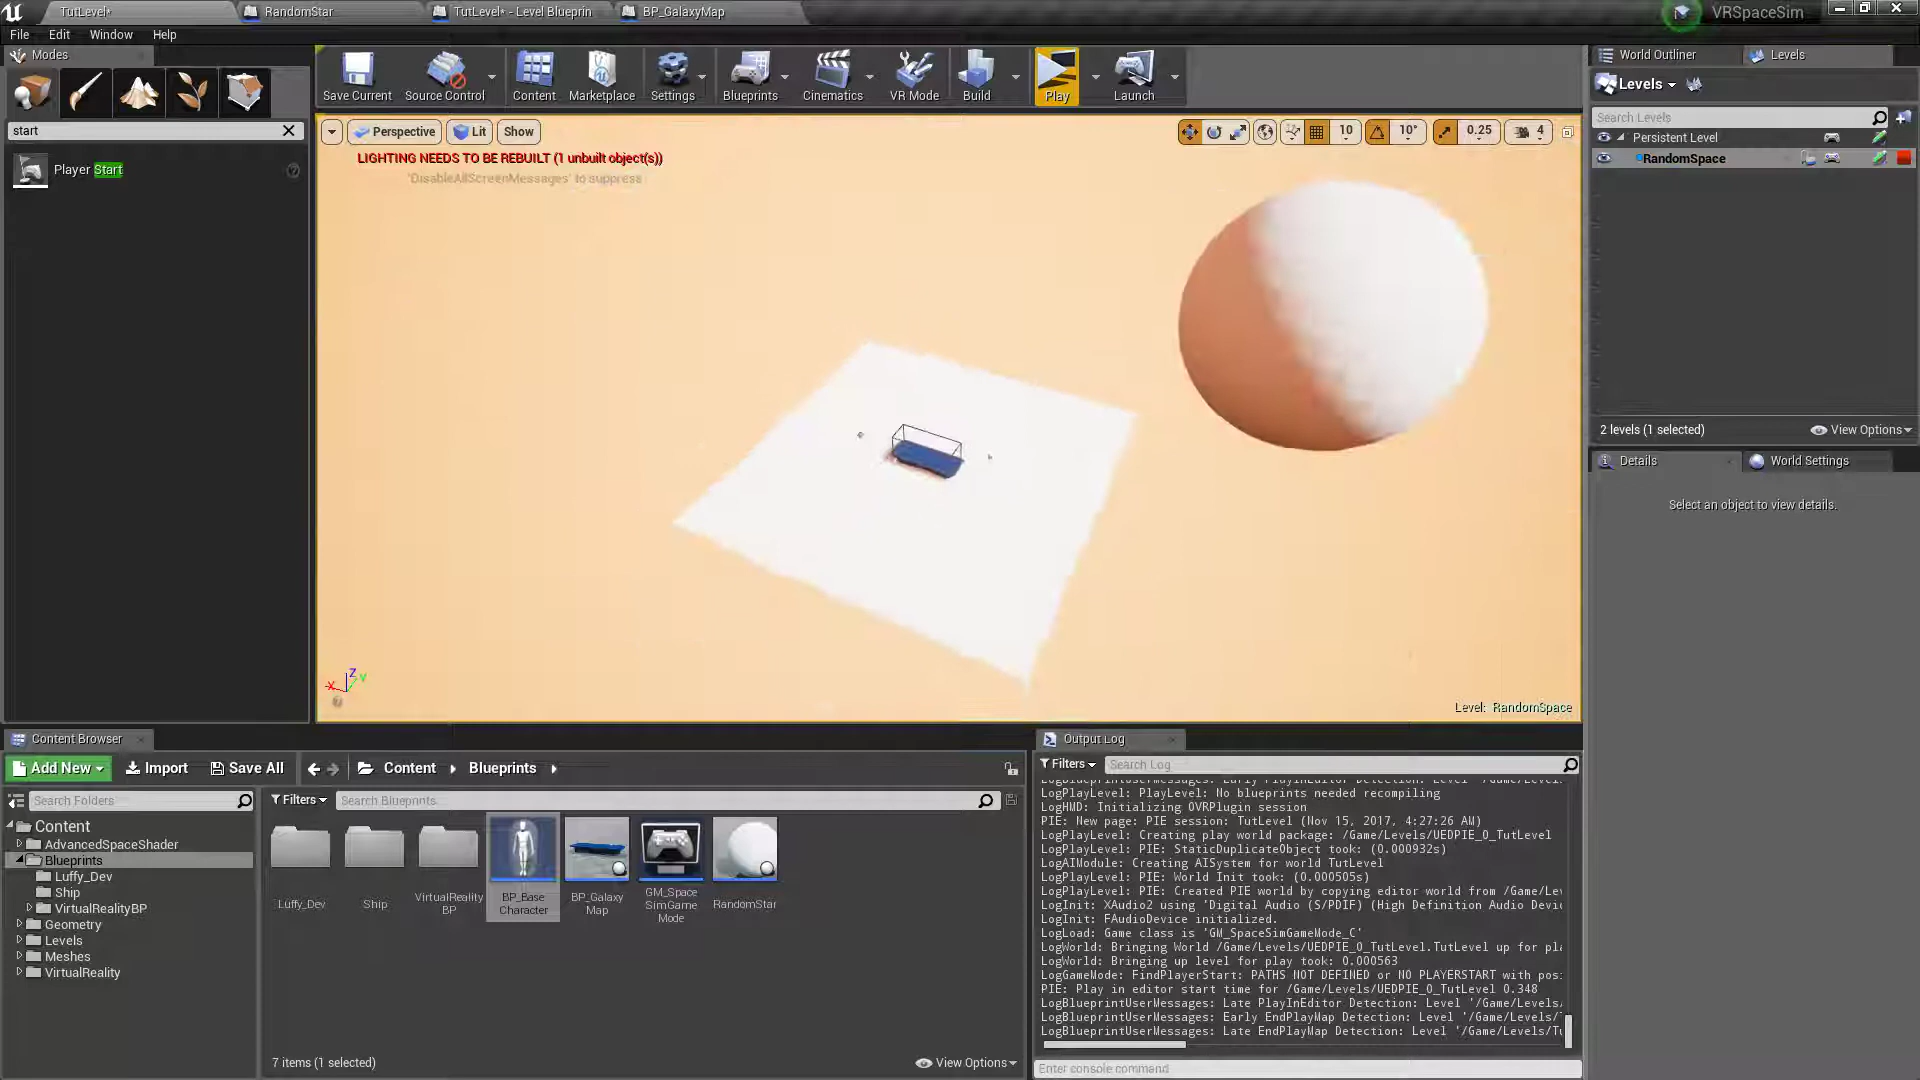 TutLevel*
RandomStar
TutLevel* - Level Blueprin
BP_GalaxyMap
VRSpaceSim
File Edit Window Help
Modes
start
Player Start
Save Current
Source Control
Content
Marketplace
Settings
Blueprints
Cinematics
VR Mode
Build
Play
Launch
Perspective
Lit
Show
10
10°
0.25
4
LIGHTING NEEDS TO BE REBUILT (1 unbuilt object(s))
'DisableAllScreenMessages' to suppress
X
Z
Y
Level: RandomSpace
World Outliner
Levels
Levels
Search Levels
Persistent Level
RandomSpace
2 levels (1 selected)
View Options
Details
World Settings
Select an object to view details.
Content Browser
Add New
Import
Save All
Content
Blueprints
Search Folders
Filters
Search Blueprints
Content
AdvancedSpaceShader
Blueprints
Luffy_Dev
Ship
VirtualRealityBP
Geometry
Levels
Meshes
VirtualReality
Luffy_Dev
Ship
VirtualReality
BP
BP_Base
Character
BP_Galaxy
Map
GM_Space
SimGame
Mode
RandomStar
7 items (1 selected)
View Options
Output Log
Filters
Search Log
LogBlueprintUserMessages: Early PlayInEditor Detection: Level '/Game/Level
LogPlayLevel: PlayLevel: No blueprints needed recompiling
LogHMD: Initializing OVRPlugin session
PIE: New page: PIE session: TutLevel (Nov 15, 2017, 4:27:26 AM)
LogPlayLevel: Creating play world package: /Game/Levels/UEDPIE_0_TutLevel
LogPlayLevel: PIE: StaticDuplicateObject took: (0.000932s)
LogAIModule: Creating AISystem for world TutLevel
LogPlayLevel: PIE: World Init took: (0.000505s)
LogPlayLevel: PIE: Created PIE world by copying editor world from /Game/Lev
LogInit: XAudio2 using 'Digital Audio (S/PDIF) (High Definition Audio Devi
LogInit: FAudioDevice initialized.
LogLoad: Game class is 'GM_SpaceSimGameMode_C'
LogWorld: Bringing World /Game/Levels/UEDPIE_0_TutLevel.TutLevel up for pl
LogWorld: Bringing up level for play took: 0.000563
LogGameMode: FindPlayerStart: PATHS NOT DEFINED or NO PLAYERSTART with pos
PIE: Play in editor start time for /Game/Levels/UEDPIE_0_TutLevel 0.348
LogBlueprintUserMessages: Late PlayInEditor Detection: Level '/Game/Levels
LogBlueprintUserMessages: Early EndPlayMap Detection: Level '/Game/Levels/
LogBlueprintUserMessages: Late EndPlayMap Detection: Level '/Game/Levels/T
Enter console command